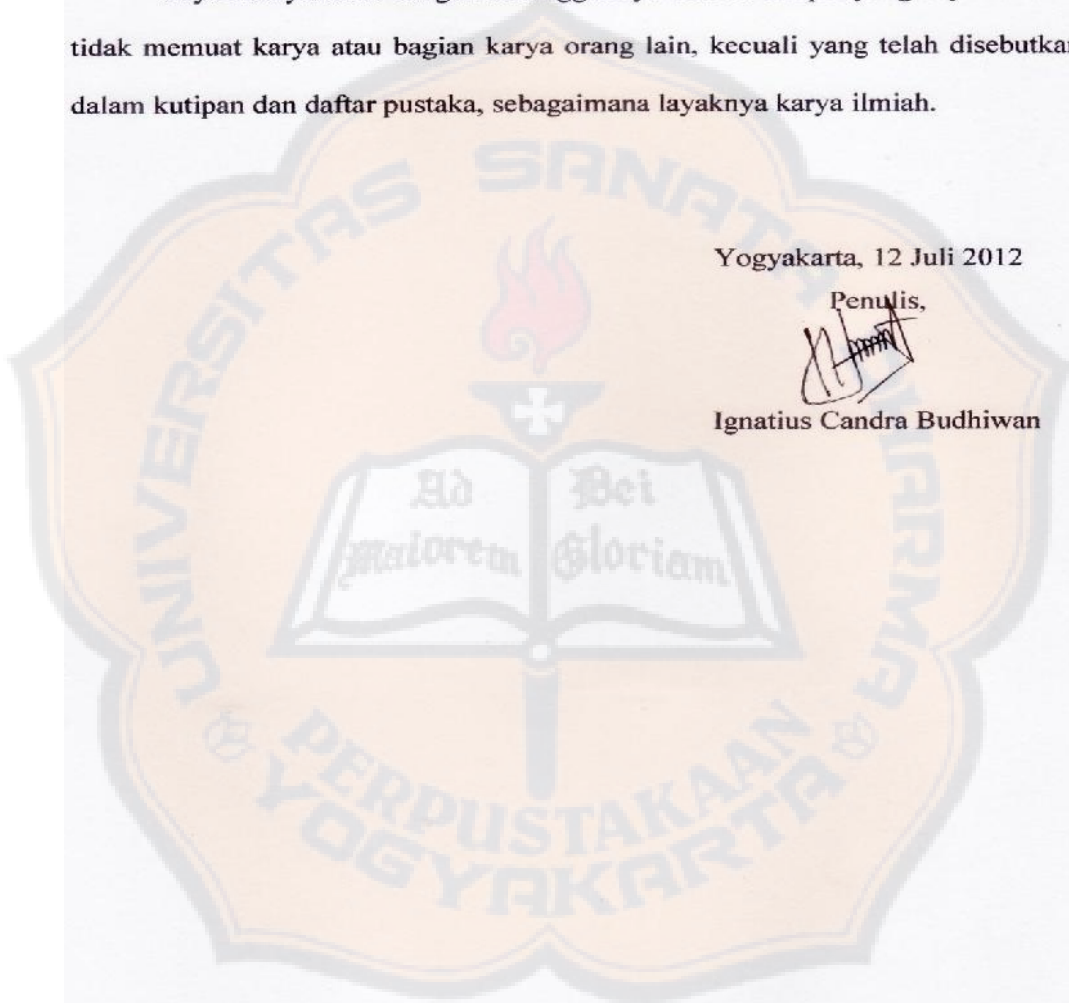 tidak memuat karya atau bagian karya orang lain, kecuali yang telah disebutkan
dalam kutipan dan daftar pustaka, sebagaimana layaknya karya ilmiah.
Yogyakarta, 12 Juli 2012
Penulis,
Ignatius Candra Budhiwan
UNIVERSITAS SANATA DHARMA
Ad
Maiorem
Dei
Gloriam
PERPUSTAKAAN
YOGYAKARTA